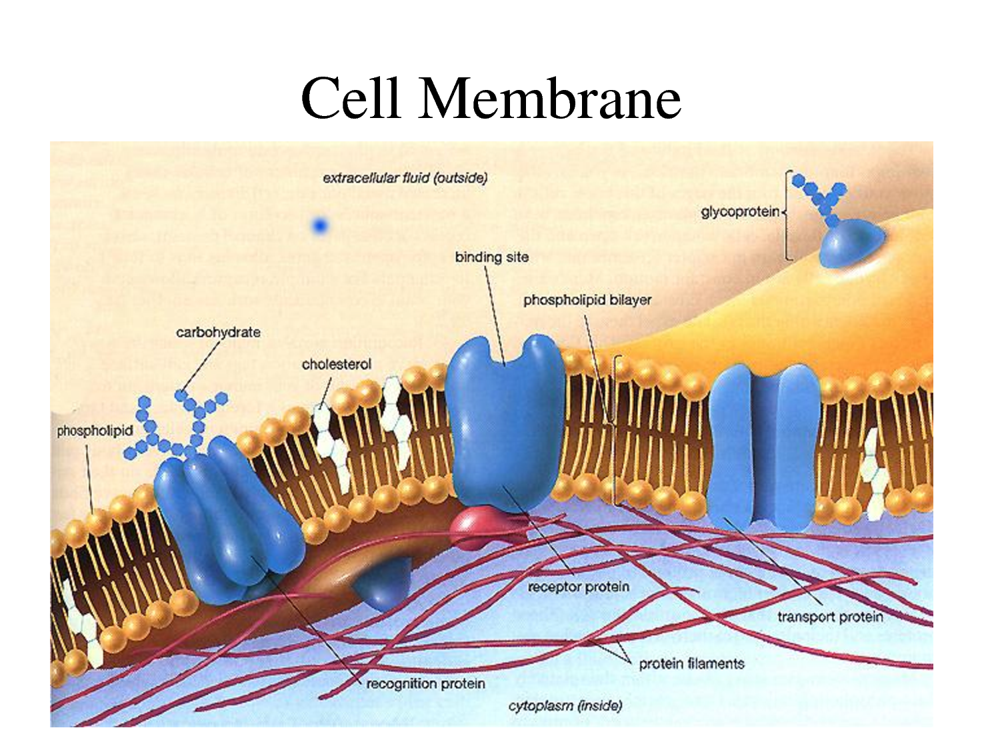 Cell Membrane
extracellular fluid (outside)
glycoprotein
binding site
phospholipid bilayer
carbohydrate
cholesterol
phospholipid
receptor protein
transport protein
protein filaments
recognition protein
cytoplasm (inside)